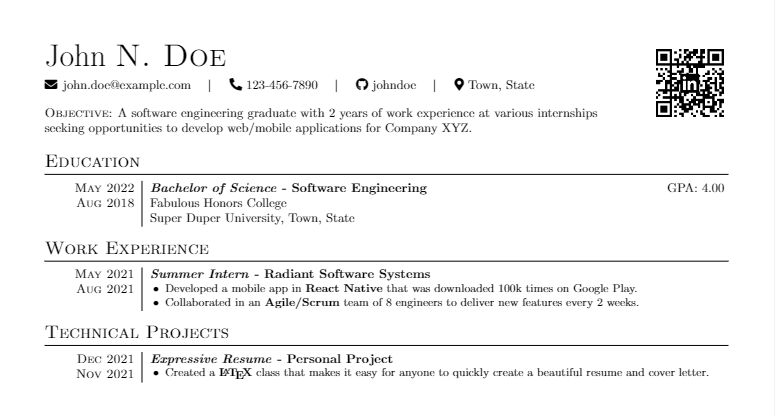 John N. Doe
john.doe@example.com | 123-456-7890 | johndoe | Town, State
Objective: A software engineering graduate with 2 years of work experience at various internships
seeking opportunities to develop web/mobile applications for Company XYZ.
Education
May 2022 Bachelor of Science - Software Engineering GPA: 4.00
Aug 2018 Fabulous Honors College
Super Duper University, Town, State
Work Experience
May 2021 Summer Intern - Radiant Software Systems
Aug 2021 • Developed a mobile app in React Native that was downloaded 100k times on Google Play.
• Collaborated in an Agile/Scrum team of 8 engineers to deliver new features every 2 weeks.
Technical Projects
Dec 2021 Expressive Resume - Personal Project
Nov 2021 • Created a LATEX class that makes it easy for anyone to quickly create a beautiful resume and cover letter.